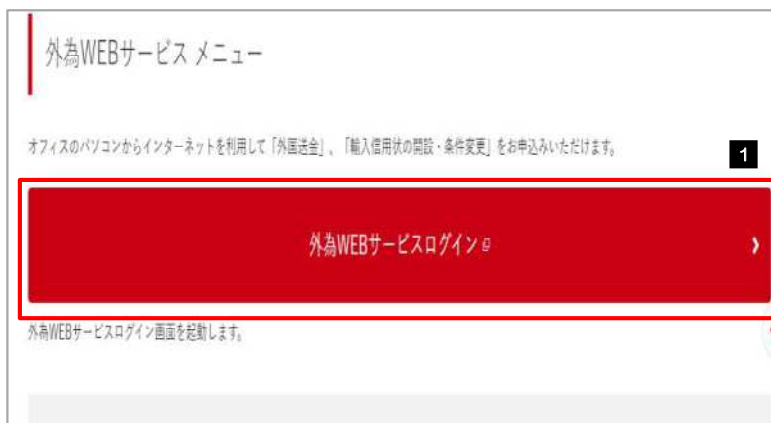 外為WEBサービス メニュー
オフィスのパソコンからインターネットを利用して「外国送金」、「輸入信用状の開設・条件変更」をお申込みいただけます。
1
外為WEBサービスログイン
外為WEBサービスログイン画面を起動します。